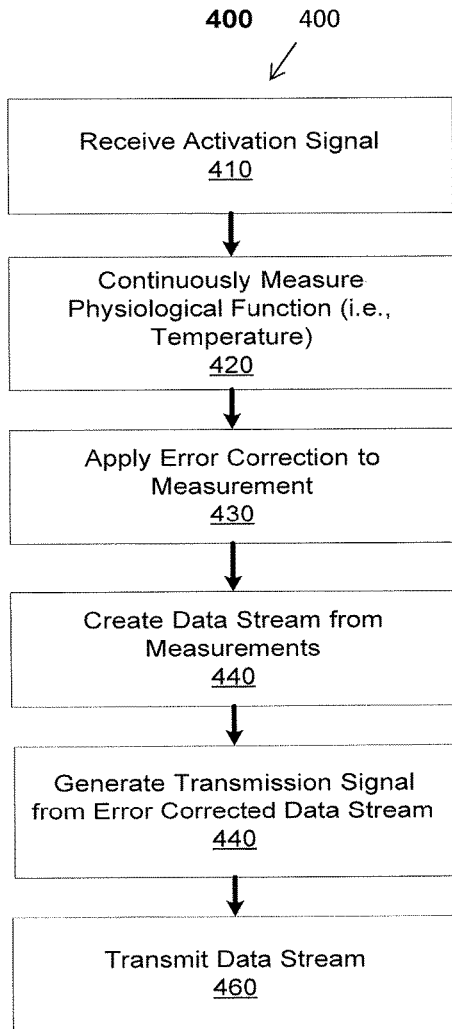 400 400
Receive Activation Signal
410
Continuously Measure
Physiological Function (i.e.,
Temperature)
420
Apply Error Correction to
Measurement
430
Create Data Stream from
Measurements
440
Generate Transmission Signal
from Error Corrected Data Stream
440
Transmit Data Stream
460